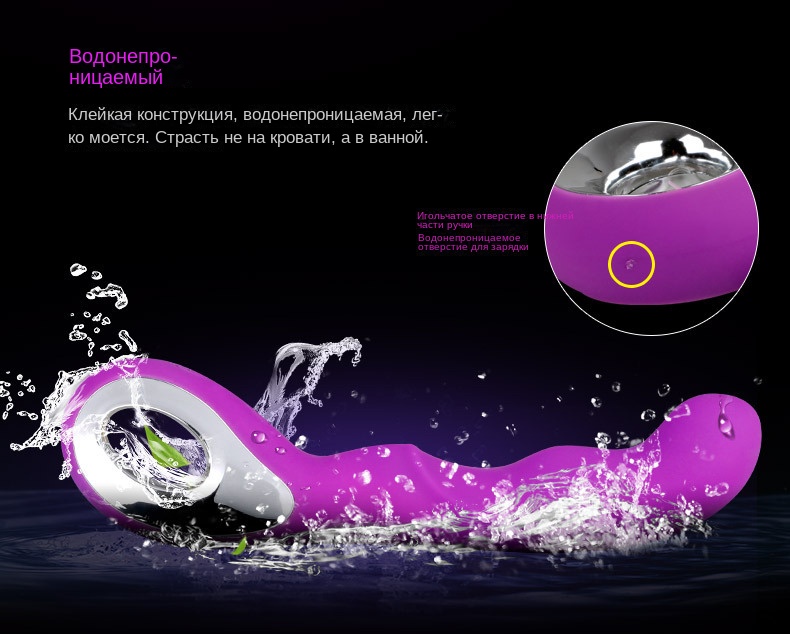 Водонепро-
ницаемый
Клейкая конструкция, водонепроницаемая, лег-
ко моется. Страсть не на кровати, а в ванной.
Игольчатое отверстие в нижней
части ручки
Водонепроницаемое
отверстие для зарядки